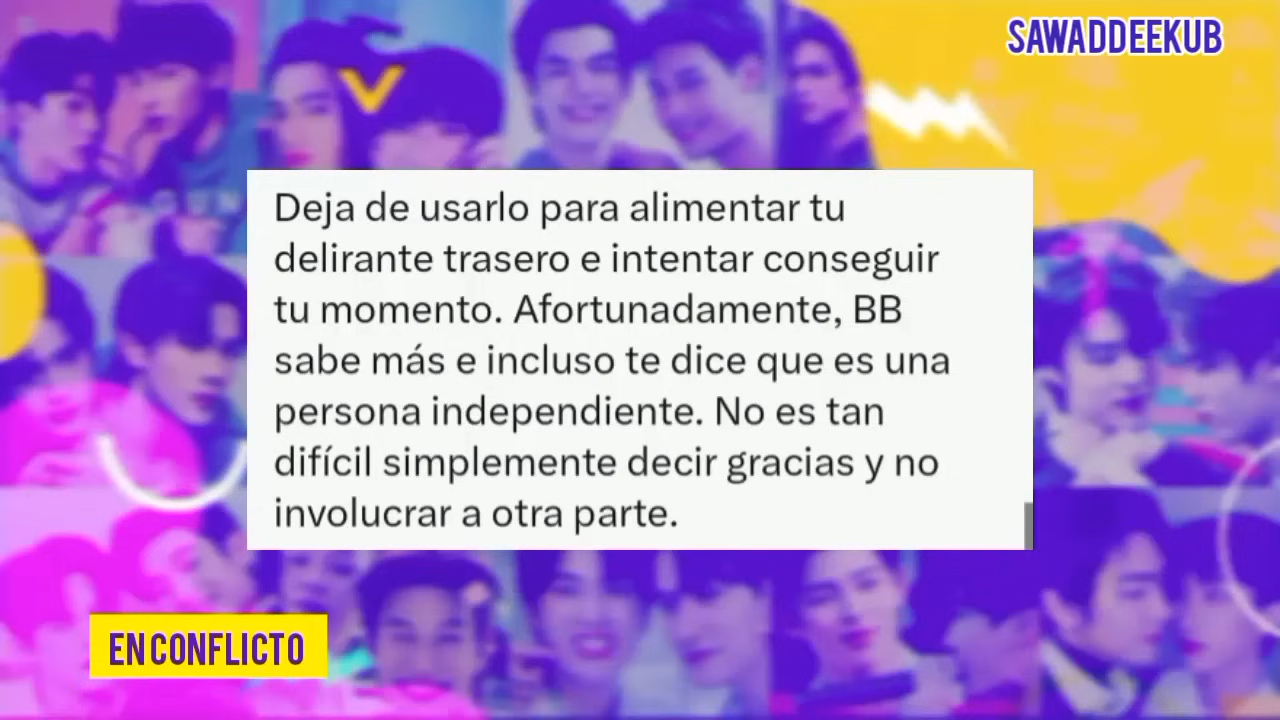 SAWADDEEKUB
Deja de usarlo para alimentar tu
delirante trasero e intentar conseguir
tu momento. Afortunadamente, BB
sabe más e incluso te dice que es una
persona independiente. No es tan
difícil simplemente decir gracias y no
involucrar a otra parte.
EN CONFLICTO